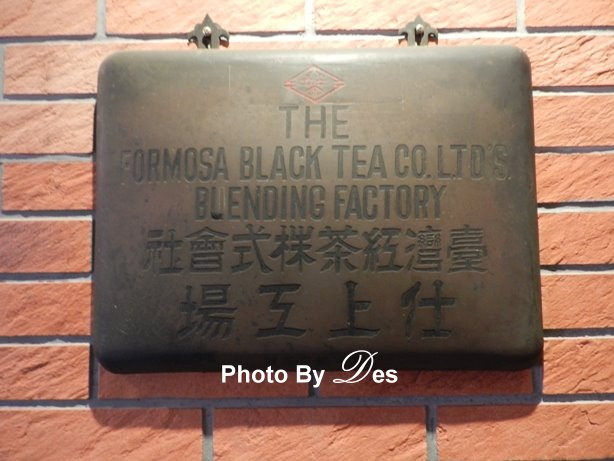 THE
FORMOSA BLACK TEA CO. LTD'S.
BLENDING FACTORY
臺灣紅茶株式會社
仕上工場
Photo By Des